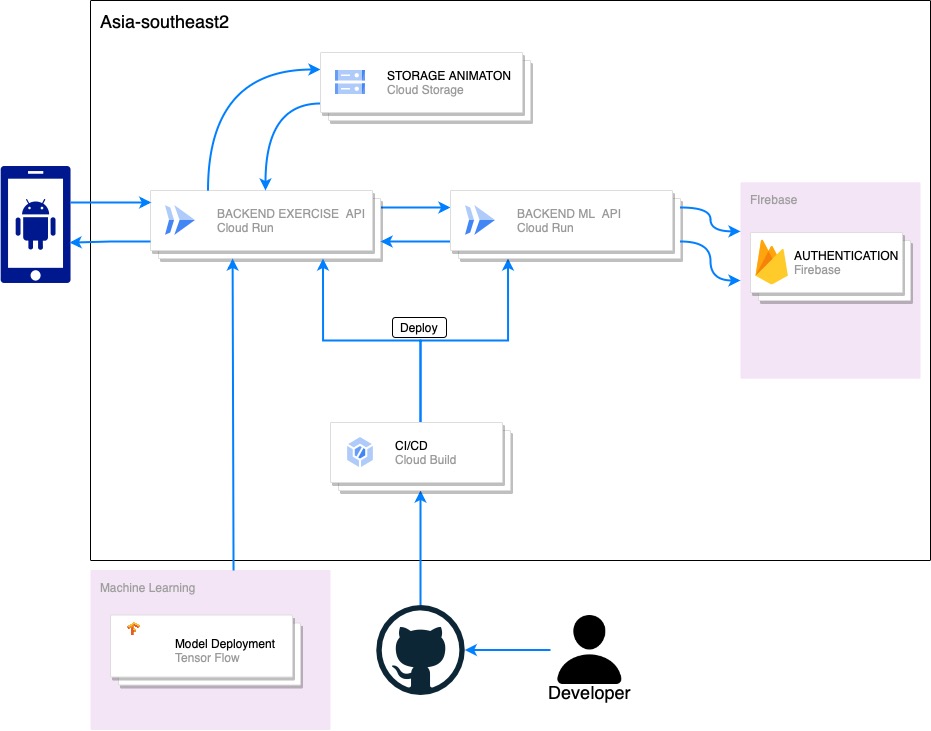 Asia-southeast2
STORAGE ANIMATON
Cloud Storage
BACKEND EXERCISE API
Cloud Run
BACKEND ML API
Cloud Run
FIrebase
AUTHENTICATION
Firebase
Deploy
CI/CD
Cloud Build
Machine Learning
Model Deployment
Tensor Flow
Developer